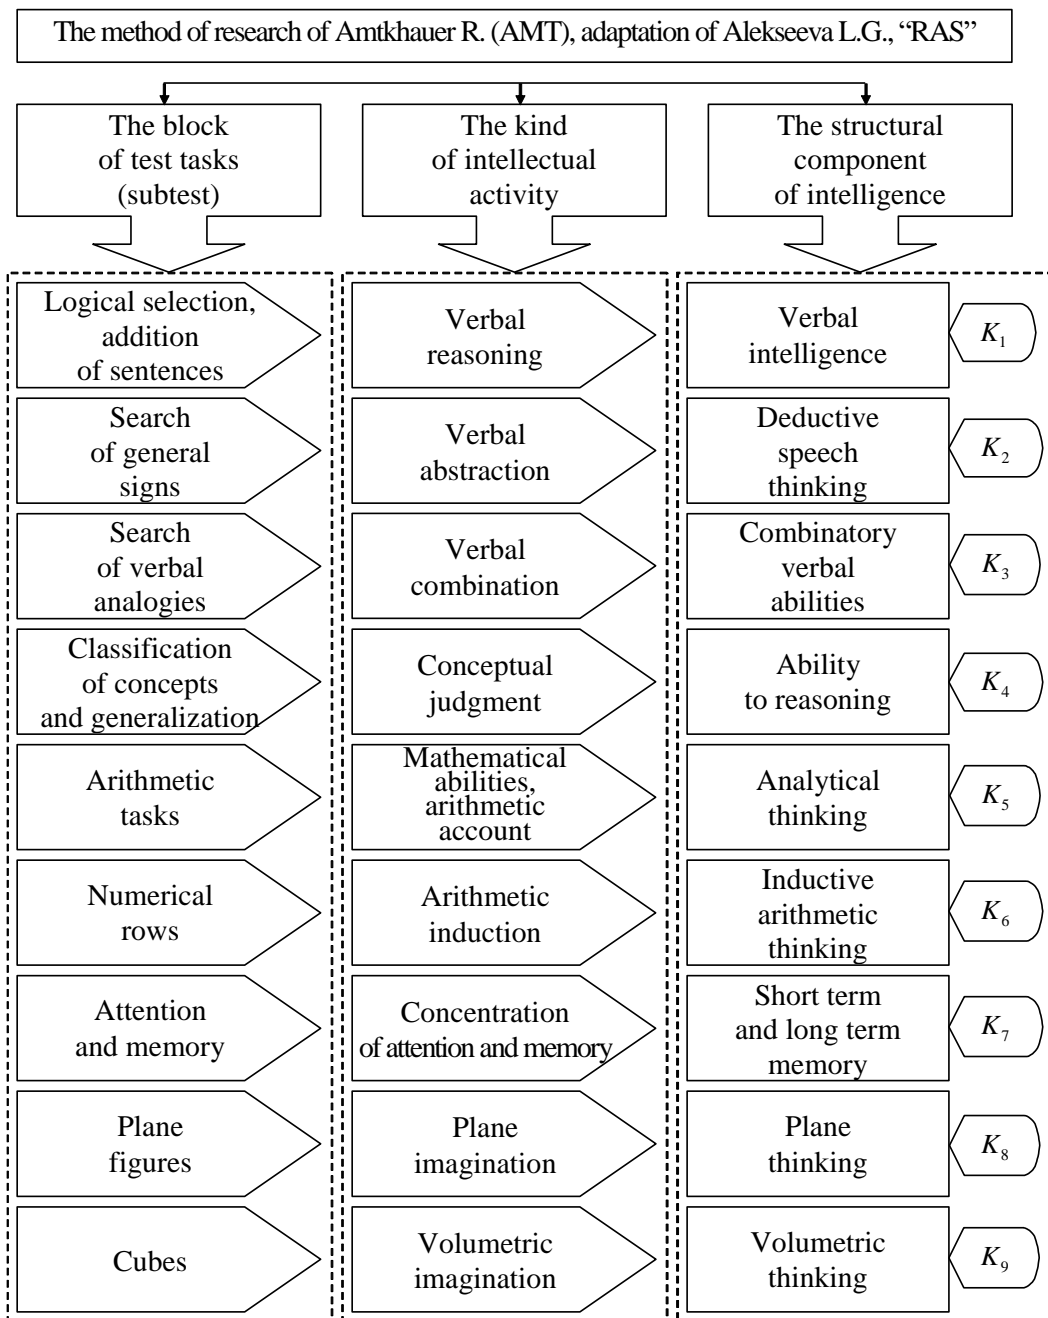 The method of research of Amtkhauer R. (AMT), adaptation of Alekseeva L.G., “RAS”
The block
of test tasks
(subtest)
The kind
of intellectual
activity
The structural
component
of intelligence
Logical selection,
addition
of sentences
Verbal
reasoning
Verbal
intelligence
K₁
Search
of general
signs
Verbal
abstraction
Deductive
speech
thinking
K₂
Search
of verbal
analogies
Verbal
combination
Combinatory
verbal
abilities
K₃
Classification
of concepts
and generalization
Conceptual
judgment
Ability
to reasoning
K₄
Arithmetic
tasks
Mathematical
abilities,
arithmetic
account
Analytical
thinking
K₅
Numerical
rows
Arithmetic
induction
Inductive
arithmetic
thinking
K₆
Attention
and memory
Concentration
of attention and memory
Short term
and long term
memory
K₇
Plane
figures
Plane
imagination
Plane
thinking
K₈
Cubes
Volumetric
imagination
Volumetric
thinking
K₉